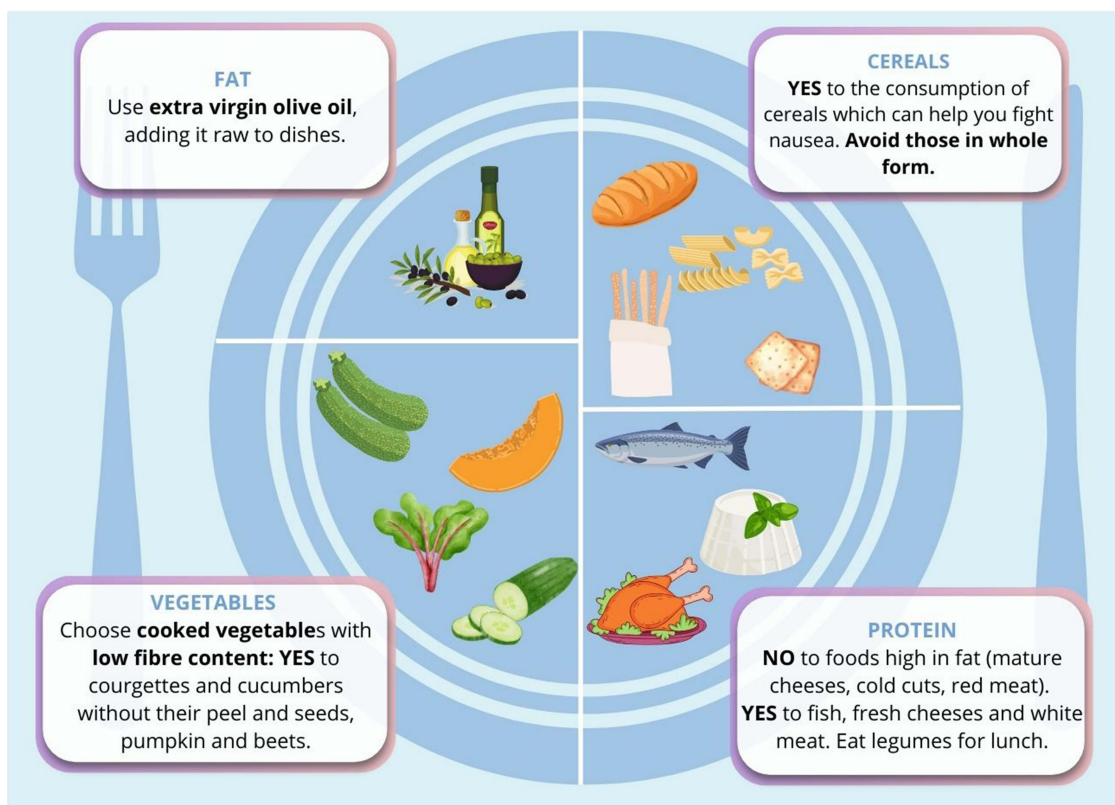 FAT
Use extra virgin olive oil,
adding it raw to dishes.
CEREALS
YES to the consumption of
cereals which can help you fight
nausea. Avoid those in whole
form.
VEGETABLES
Choose cooked vegetables with
low fibre content: YES to
courgettes and cucumbers
without their peel and seeds,
pumpkin and beets.
PROTEIN
NO to foods high in fat (mature
cheeses, cold cuts, red meat).
YES to fish, fresh cheeses and white
meat. Eat legumes for lunch.